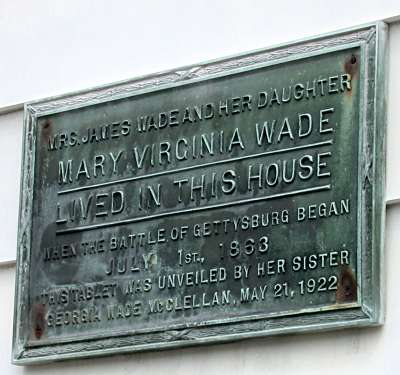 MRS. JAMES WADE AND HER DAUGHTER
MARY VIRGINIA WADE
LIVED IN THIS HOUSE
WHEN THE BATTLE OF GETTYSBURG BEGAN
JULY 1ST, 1863
THIS TABLET WAS UNVEILED BY HER SISTER
GEORGIA WADE McCLELLAN, MAY 21, 1922